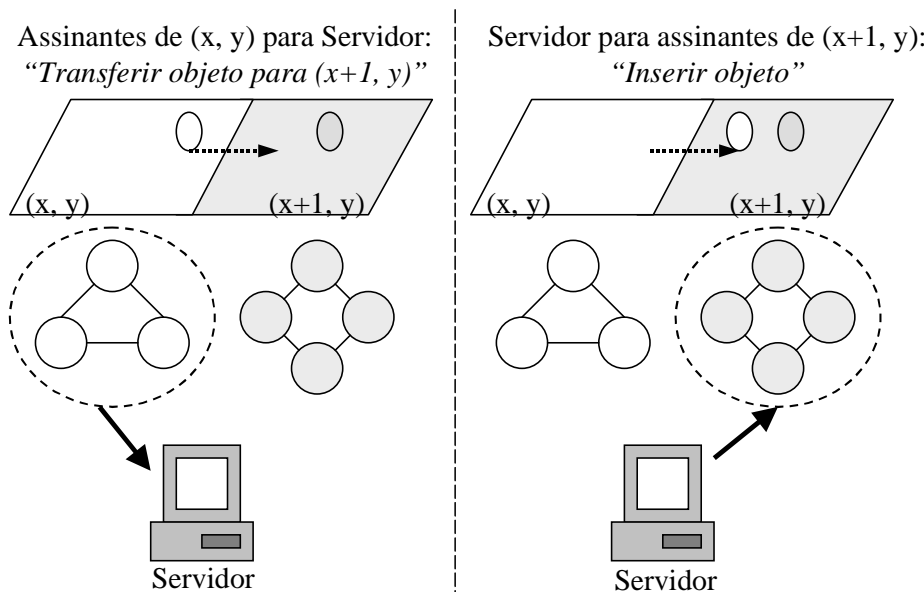 Assinantes de (x, y) para Servidor:
“Transferir objeto para (x+1, y)”
(x, y)
(x+1, y)
Servidor
Servidor para assinantes de (x+1, y):
“Inserir objeto”
(x, y)
(x+1, y)
Servidor